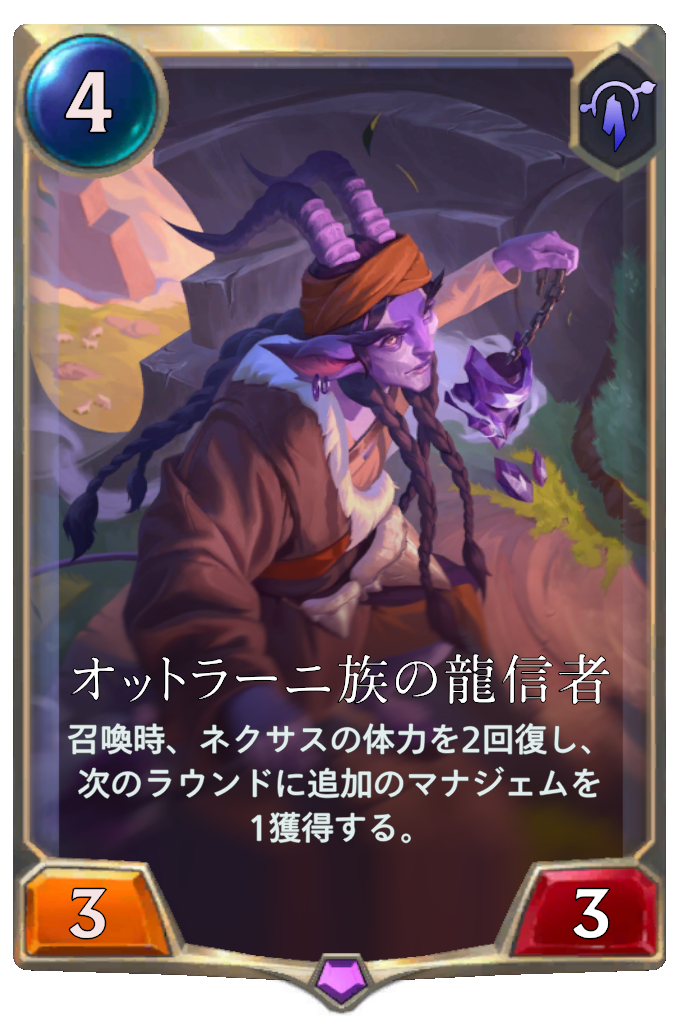 4
オットラーニ族の龍信者
召喚時、ネクサスの体力を2回復し、
次のラウンドに追加のマナジェムを
1獲得する。
3
3